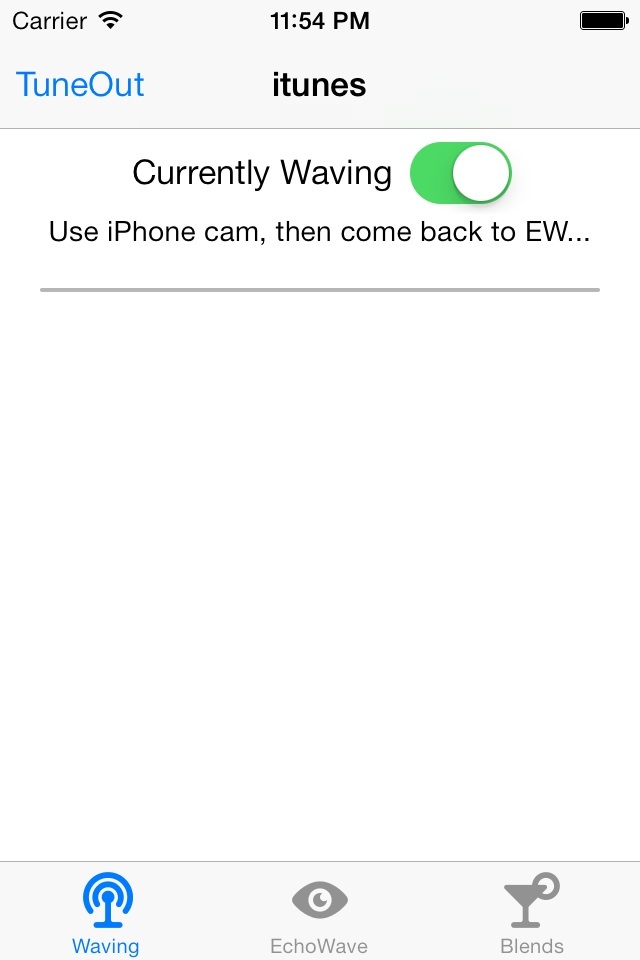 Carrier 11:54 PM
TuneOut itunes
Currently Waving
Use iPhone cam, then come back to EW...
Waving EchoWave Blends